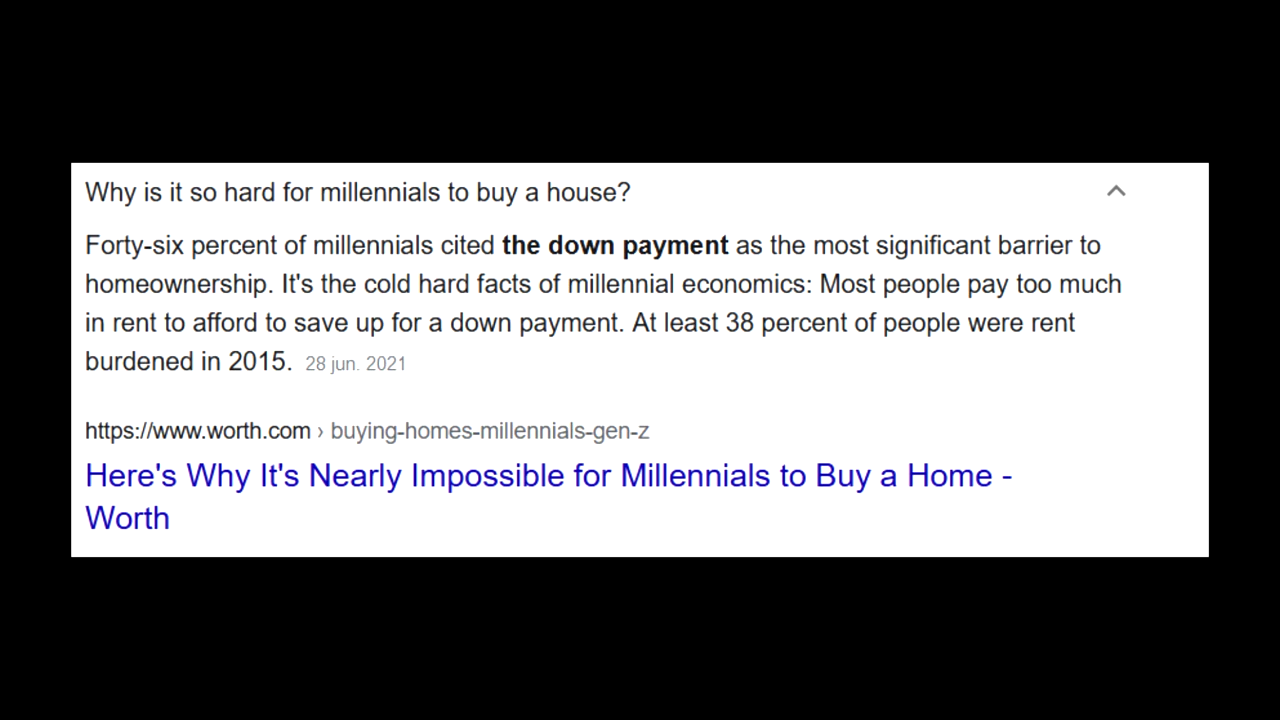 Why is it so hard for millennials to buy a house?
Forty-six percent of millennials cited the down payment as the most significant barrier to
homeownership. It's the cold hard facts of millennial economics: Most people pay too much
in rent to afford to save up for a down payment. At least 38 percent of people were rent
burdened in 2015. 28 jun. 2021
https://www.worth.com › buying-homes-millennials-gen-z
Here's Why It's Nearly Impossible for Millennials to Buy a Home -
Worth